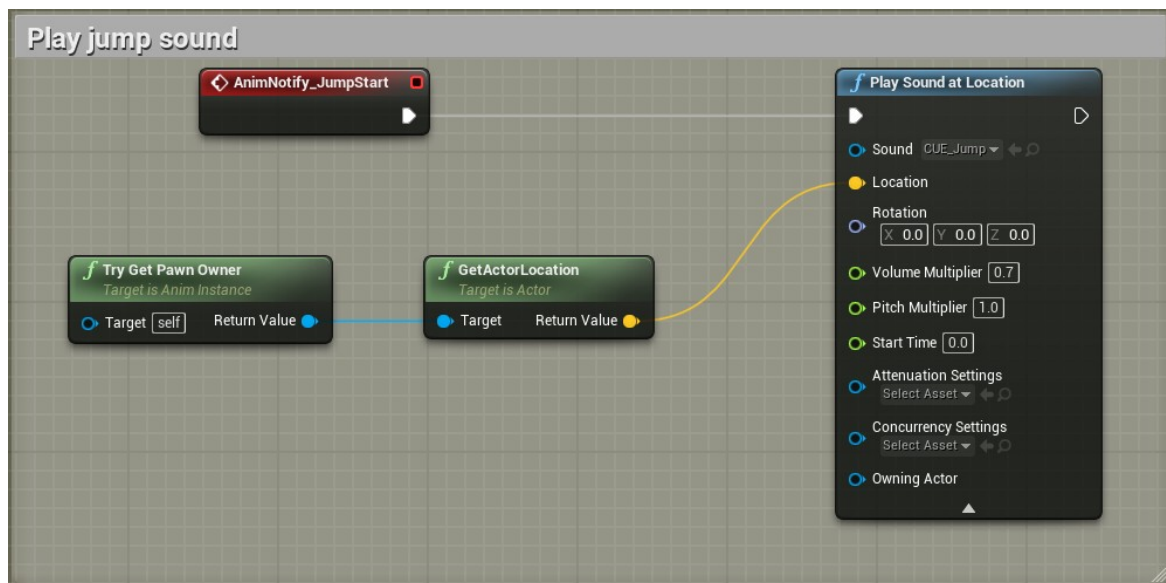 Play jump sound
AnimNotify_JumpStart
Play Sound at Location
Sound CUE_Jump
Location
Rotation
X 0.0 Y 0.0 Z 0.0
Try Get Pawn Owner
Target is Anim Instance
Target self Return Value
GetActorLocation
Target is Actor
Target Return Value
Volume Multiplier 0.7
Pitch Multiplier 1.0
Start Time 0.0
Attenuation Settings
Select Asset
Concurrency Settings
Select Asset
Owning Actor